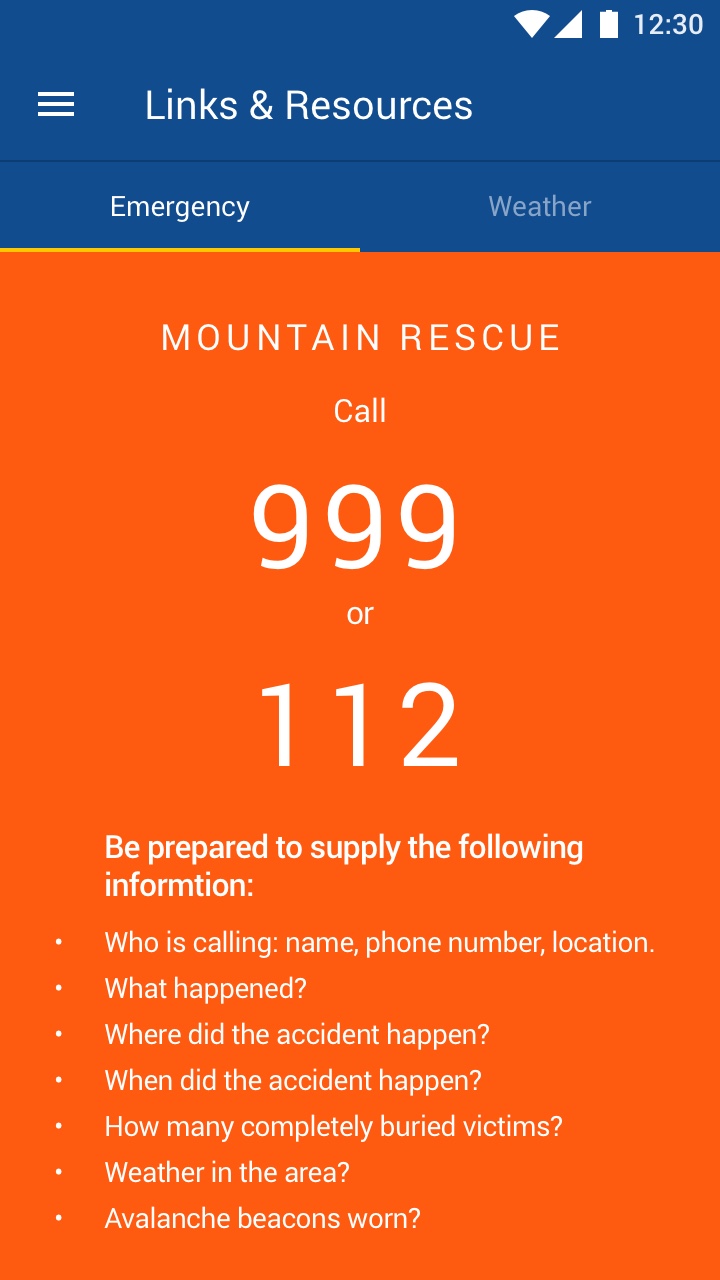 12:30
Links & Resources
Emergency
Weather
MOUNTAIN RESCUE
Call
999
or
112
Be prepared to supply the following
informtion:
• Who is calling: name, phone number, location.
• What happened?
• Where did the accident happen?
• When did the accident happen?
• How many completely buried victims?
• Weather in the area?
• Avalanche beacons worn?